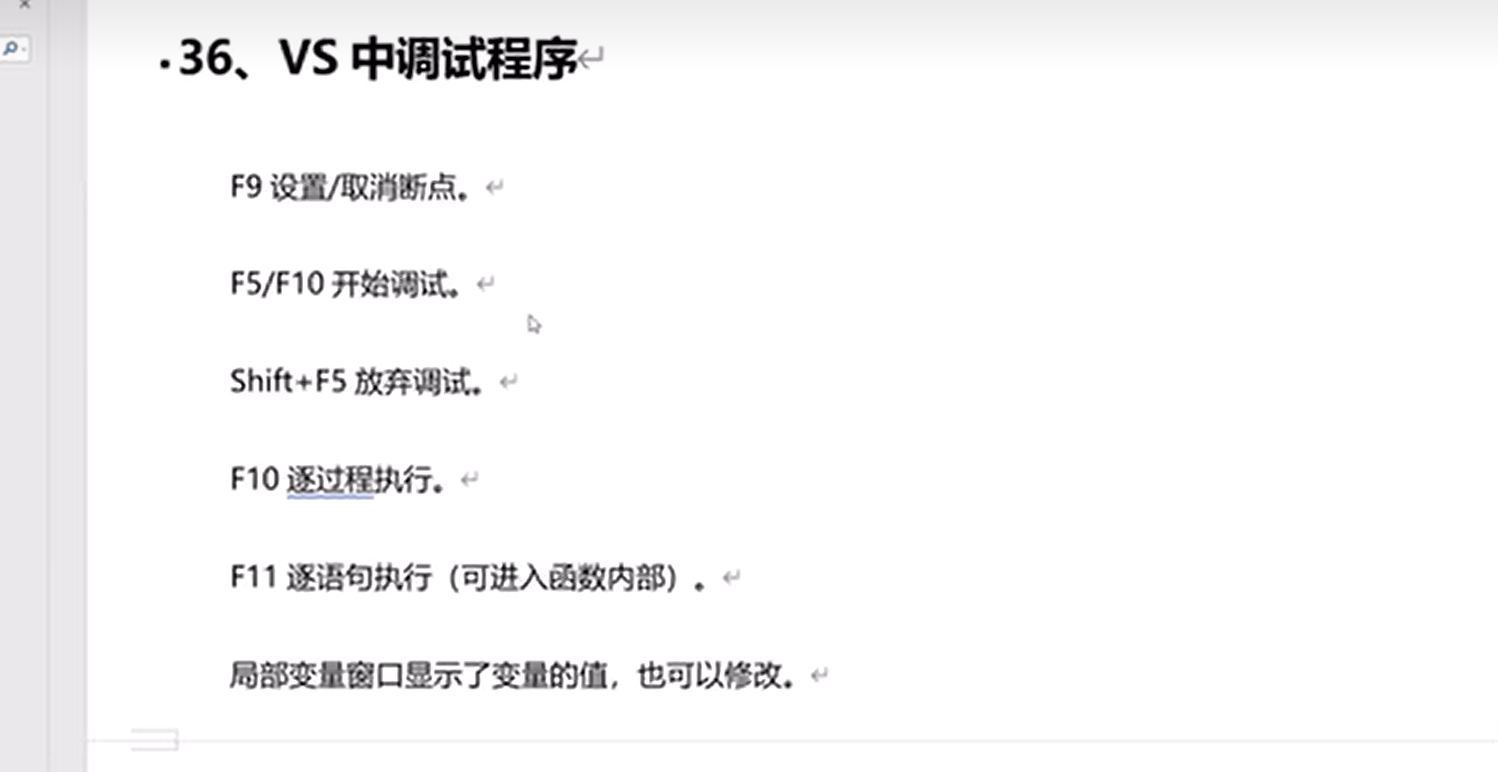 36、VS 中调试程序
F9 设置/取消断点。
F5/F10 开始调试。
Shift+F5 放弃调试。
F10 逐过程执行。
F11 逐语句执行（可进入函数内部）。
局部变量窗口显示了变量的值，也可以修改。